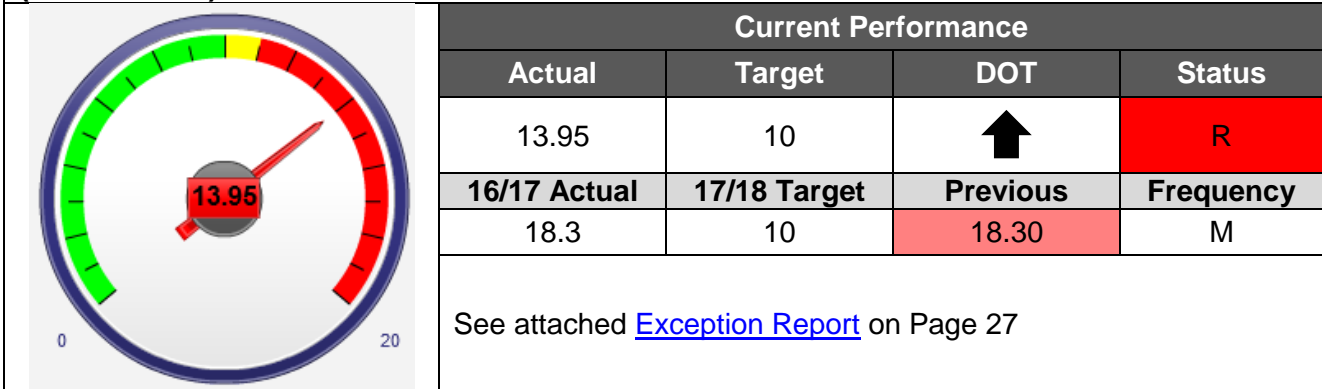 13.95
0
20
Current Performance
Actual Target DOT Status
13.95 10 R
16/17 Actual 17/18 Target Previous Frequency
18.3 10 18.30 M
See attached Exception Report on Page 27